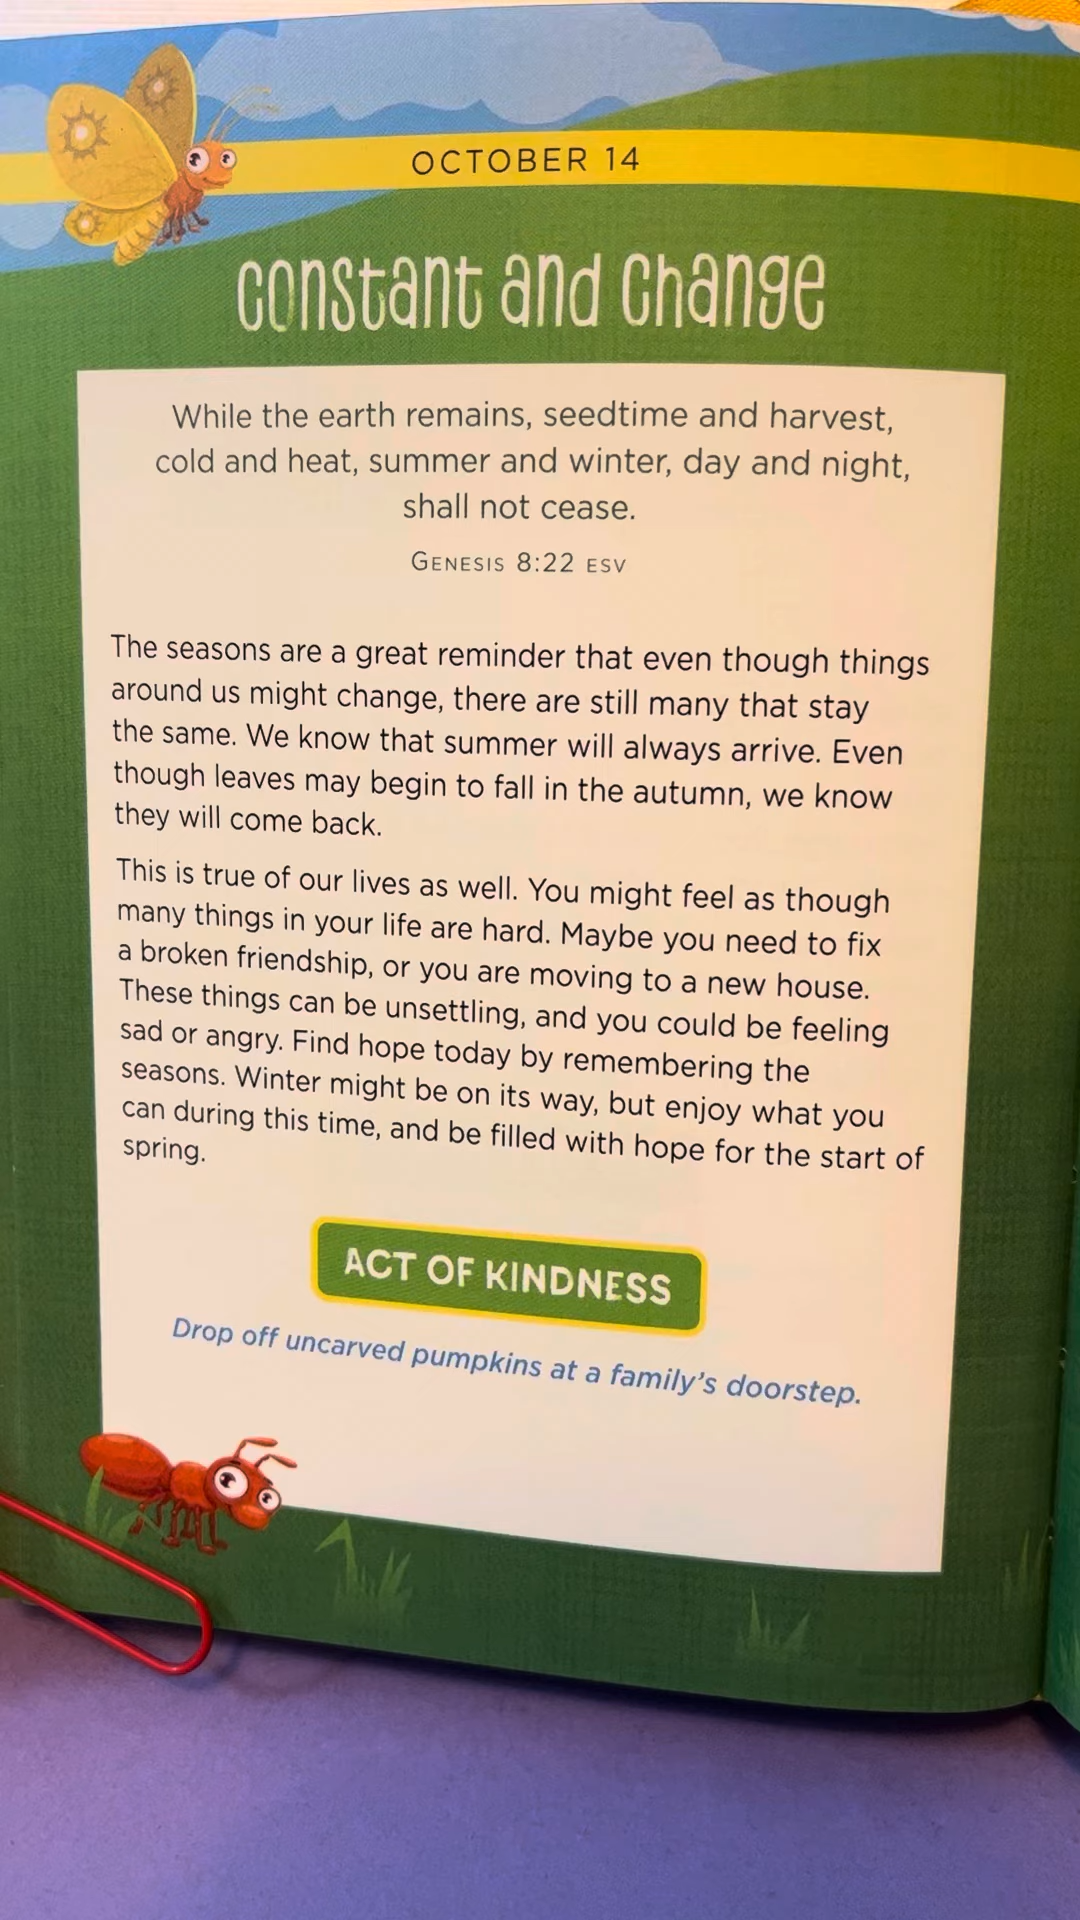 OCTOBER 14
constant and change
While the earth remains, seedtime and harvest,
cold and heat, summer and winter, day and night,
shall not cease.
GENESIS 8:22 ESV
The seasons are a great reminder that even though things
around us might change, there are still many that stay
the same. We know that summer will always arrive. Even
though leaves may begin to fall in the autumn, we know
they will come back.
This is true of our lives as well. You might feel as though
many things in your life are hard. Maybe you need to fix
a broken friendship, or you are moving to a new house.
These things can be unsettling, and you could be feeling
sad or angry. Find hope today by remembering the
seasons. Winter might be on its way, but enjoy what you
can during this time, and be filled with hope for the start of
spring.
ACT OF KINDNESS
Drop off uncarved pumpkins at a family's doorstep.